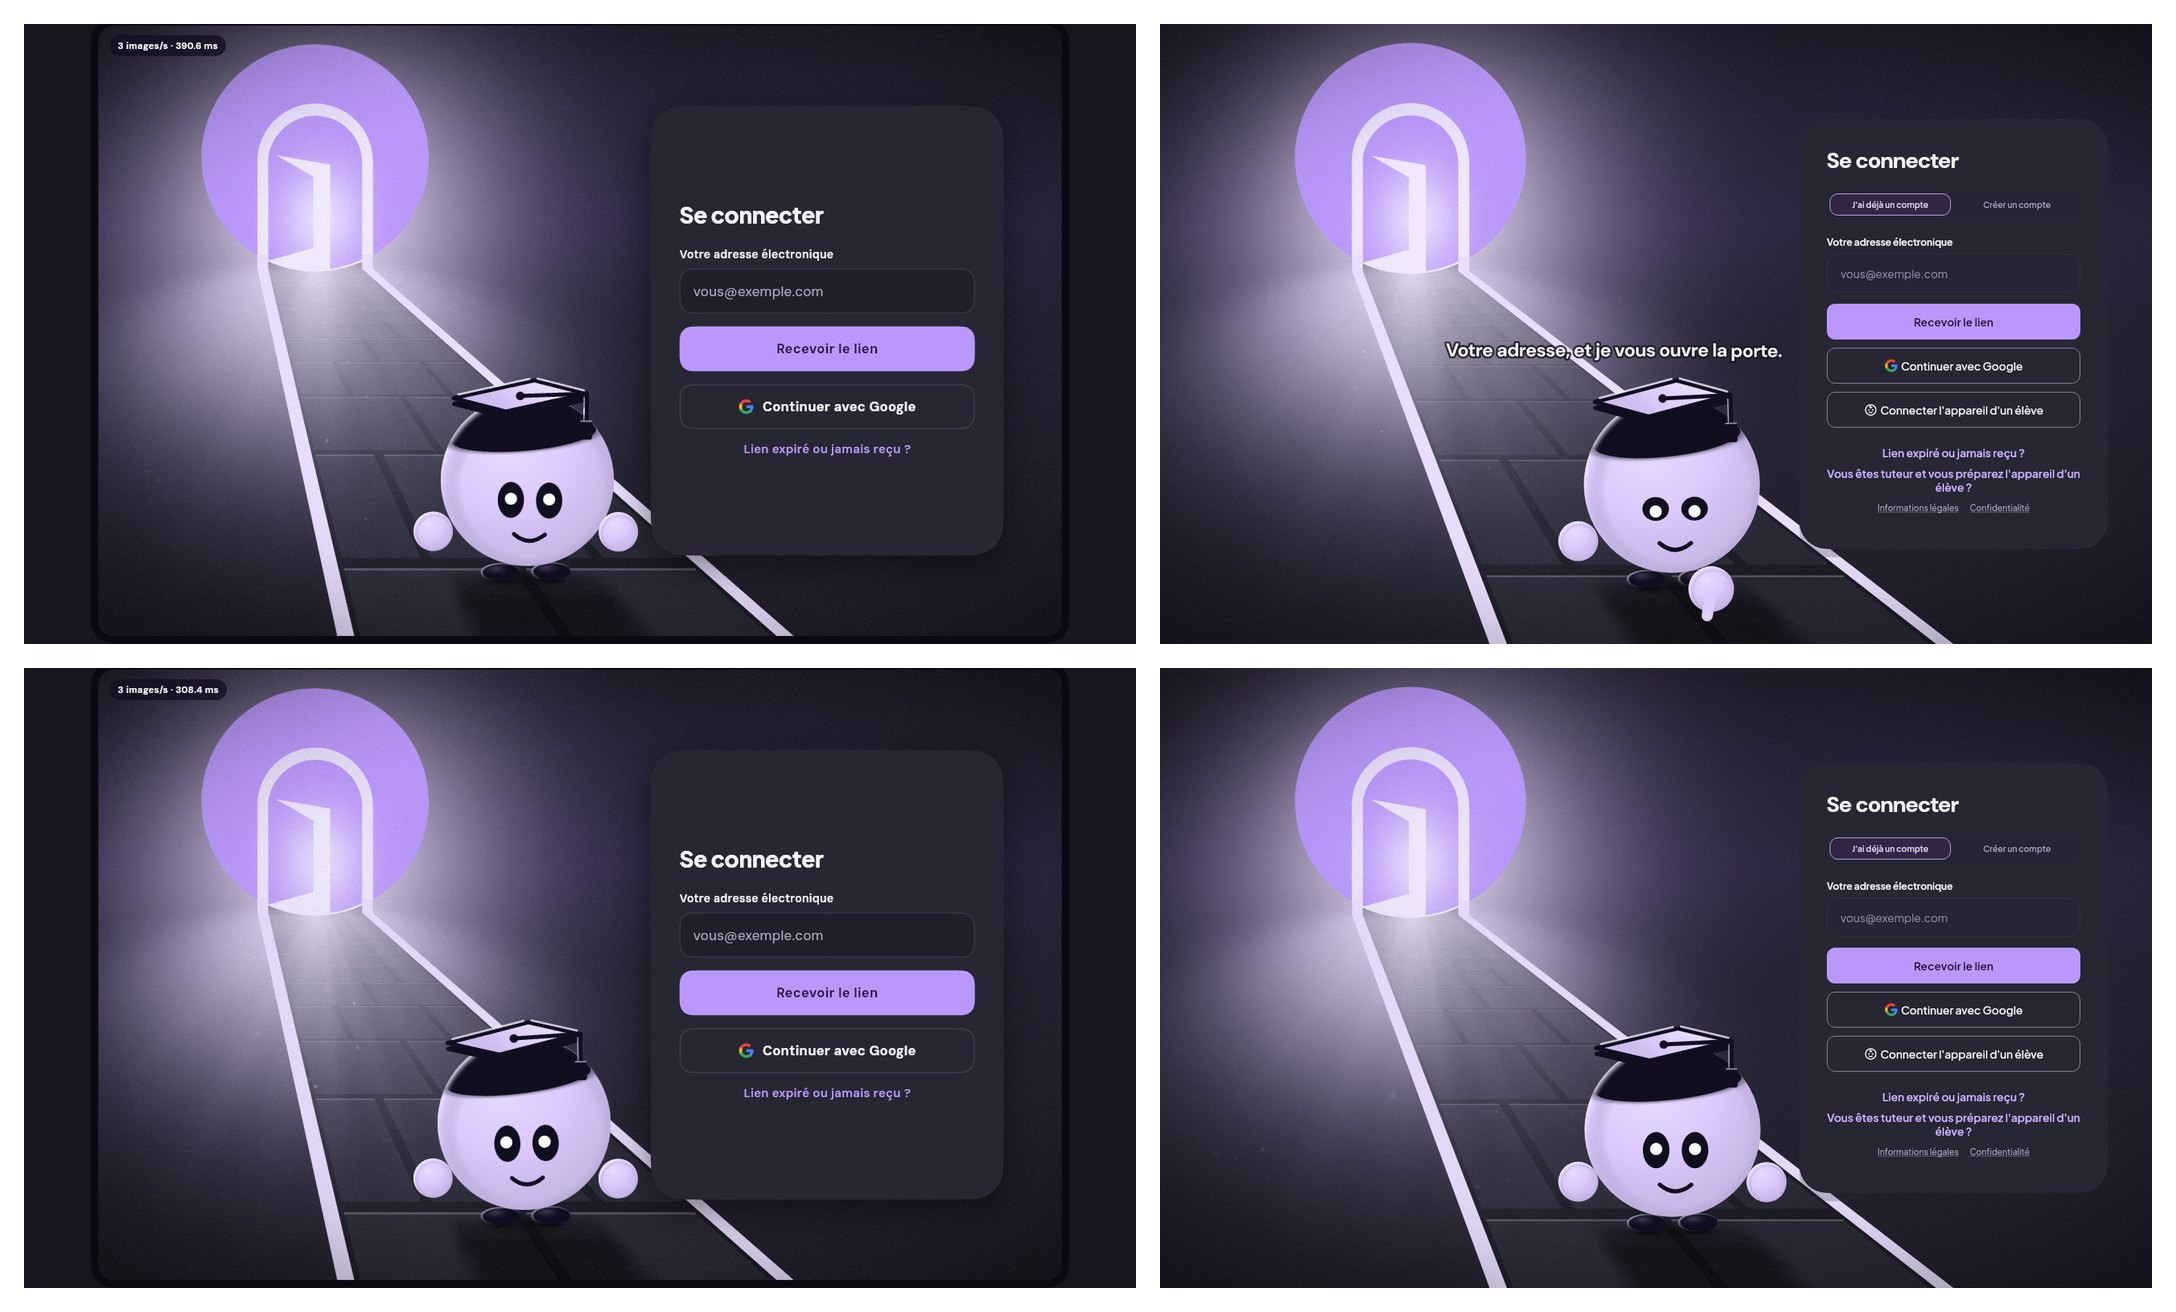 3 images/s · 390.6 ms
Se connecter
Votre adresse électronique
vous@exemple.com
Recevoir le lien
Continuer avec Google
Lien expiré ou jamais reçu ?
Votre adresse, et je vous ouvre la porte.
Se connecter
J'ai déjà un compte
Créer un compte
Votre adresse électronique
vous@exemple.com
Recevoir le lien
Continuer avec Google
Connecter l'appareil d'un élève
Lien expiré ou jamais reçu ?
Vous êtes tuteur et vous préparez l'appareil d'un
élève ?
Informations légales Confidentialité
3 images/s · 308.4 ms
Se connecter
Votre adresse électronique
vous@exemple.com
Recevoir le lien
Continuer avec Google
Lien expiré ou jamais reçu ?
Se connecter
J'ai déjà un compte
Créer un compte
Votre adresse électronique
vous@exemple.com
Recevoir le lien
Continuer avec Google
Connecter l'appareil d'un élève
Lien expiré ou jamais reçu ?
Vous êtes tuteur et vous préparez l'appareil d'un
élève ?
Informations légales Confidentialité